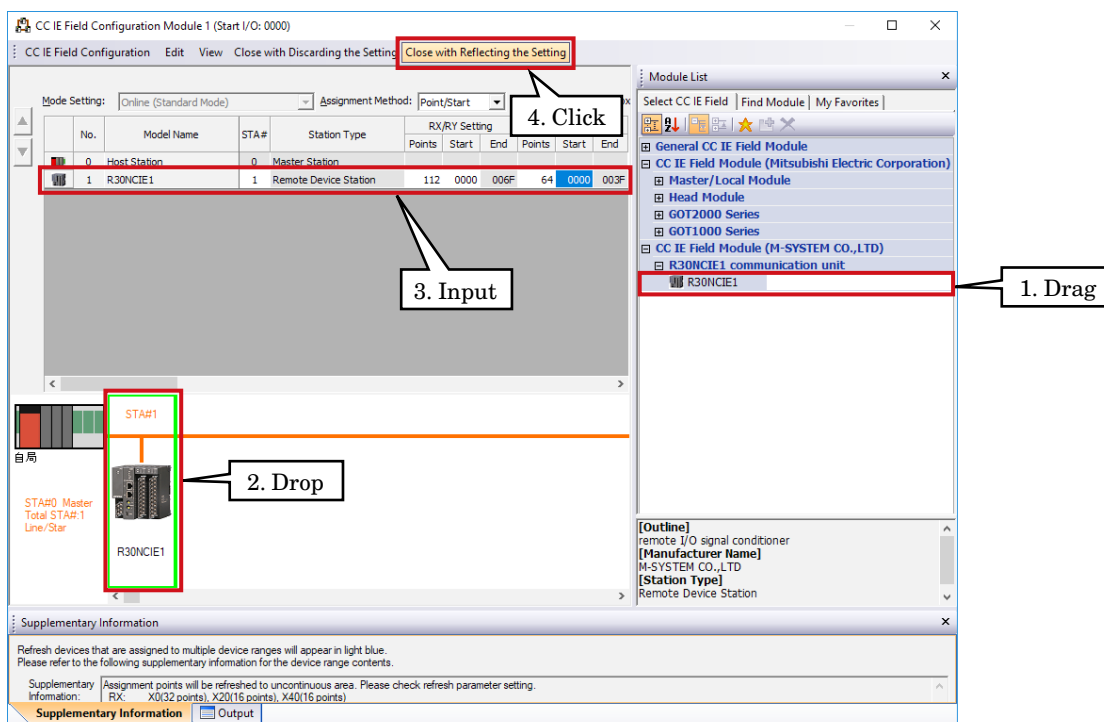 CC IE Field Configuration Module 1 (Start I/O: 0000)
CC IE Field Configuration Edit View Close with Discarding the Setting Close with Reflecting the Setting
4. Click
Mode Setting: Online (Standard Mode) Assignment Method: Point/Start
No. Model Name STA# Station Type RX/RY Setting
Points Start End Points Start End
0 Host Station 0 Master Station
1 R30NCIE1 1 Remote Device Station 112 0000 006F 64 0000 003F
3. Input
Module List
Select CC IE Field Find Module My Favorites
General CC IE Field Module
CC IE Field Module (Mitsubishi Electric Corporation)
Master/Local Module
Head Module
GOT2000 Series
GOT1000 Series
CC IE Field Module (M-SYSTEM CO.,LTD)
R30NCIE1 communication unit
R30NCIE1
1. Drag
STA#1
自局
2. Drop
STA#0 Master
Total STA#:1
Line/Star
R30NCIE1
[Outline]
remote I/O signal conditioner
[Manufacturer Name]
M-SYSTEM CO.,LTD
[Station Type]
Remote Device Station
Supplementary Information
Refresh devices that are assigned to multiple device ranges will appear in light blue.
Please refer to the following supplementary information for the device range contents.
Supplementary Information: Assignment points will be refreshed to uncontinuous area. Please check refresh parameter setting.
RX: X0(32 points), X20(16 points), X40(16 points)
Supplementary Information Output